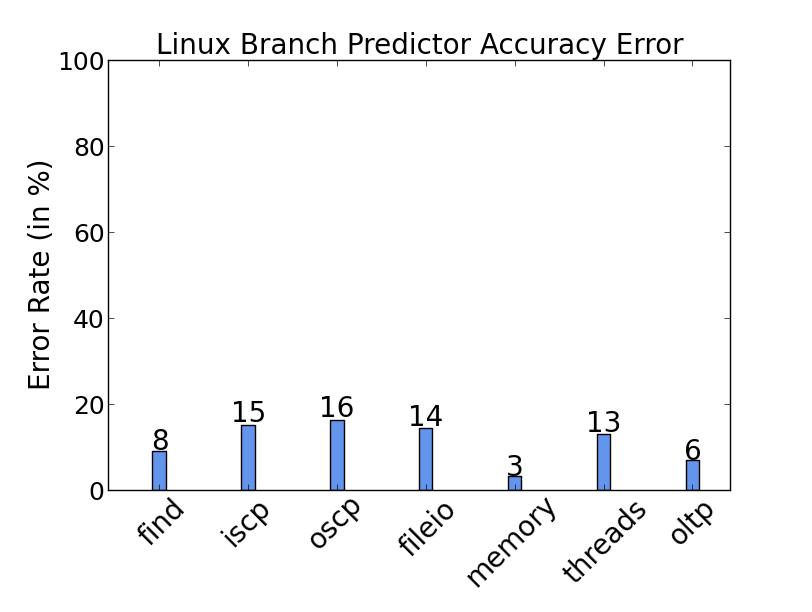 Linux Branch Predictor Accuracy Error
Error Rate (in %)
100
80
60
40
20
0
8
15
16
14
3
13
6
find
iscp
oscp
fileio
memory
threads
oltp